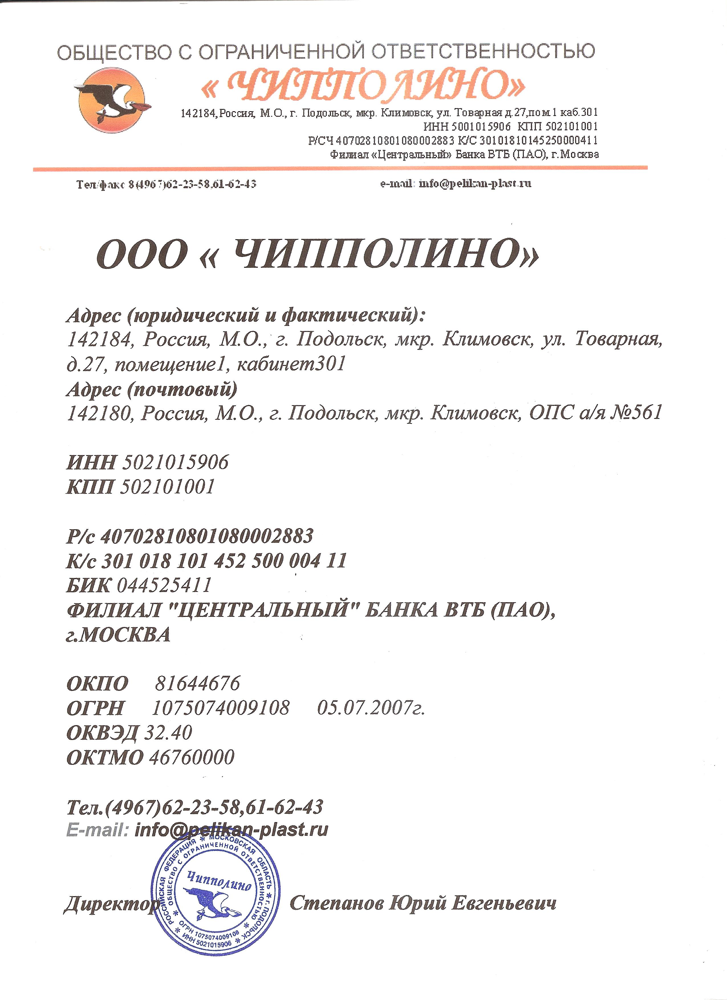 ОБЩЕСТВО С ОГРАНИЧЕННОЙ ОТВЕТСТВЕННОСТЬЮ
« ЧИППОЛИНО»
142184,Россия, М.О., г. Подольск, мкр. Климовск, ул. Товарная д.27,пом.1 каб.301
ИНН 5001015906 КПП 502101001
Р/СЧ 40702810801080002883 К/С 30101810145250000411
Филиал «Центральный» Банка ВТБ (ПАО), г.Москва
Тел/факс 8(4967)62-23-58,61-62-43
e-mail: info@pelikan-plast.ru
ООО « ЧИППОЛИНО»
Адрес (юридический и фактический):
142184, Россия, М.О., г. Подольск, мкр. Климовск, ул. Товарная,
д.27, помещение1, кабинет301
Адрес (почтовый)
142180, Россия, М.О., г. Подольск, мкр. Климовск, ОПС а/я №561
ИНН 5021015906
КПП 502101001
Р/с 40702810801080002883
К/с 301 018 101 452 500 004 11
БИК 044525411
ФИЛИАЛ "ЦЕНТРАЛЬНЫЙ" БАНКА ВТБ (ПАО),
г.МОСКВА
ОКПО 81644676
ОГРН 1075074009108 05.07.2007г.
ОКВЭД 32.40
ОКТМО 46760000
Тел.(4967)62-23-58,61-62-43
E-mail: info@pelikan-plast.ru
Директор Степанов Юрий Евгеньевич
РОССИЙСКАЯ ФЕДЕРАЦИЯ * МОСКОВСКАЯ ОБЛАСТЬ * г. ПОДОЛЬСК *
ОБЩЕСТВО С ОГРАНИЧЕННОЙ ОТВЕТСТВЕННОСТЬЮ *
Чипполино
ОГРН 1075074009108 *
ИНН 5021015906 *